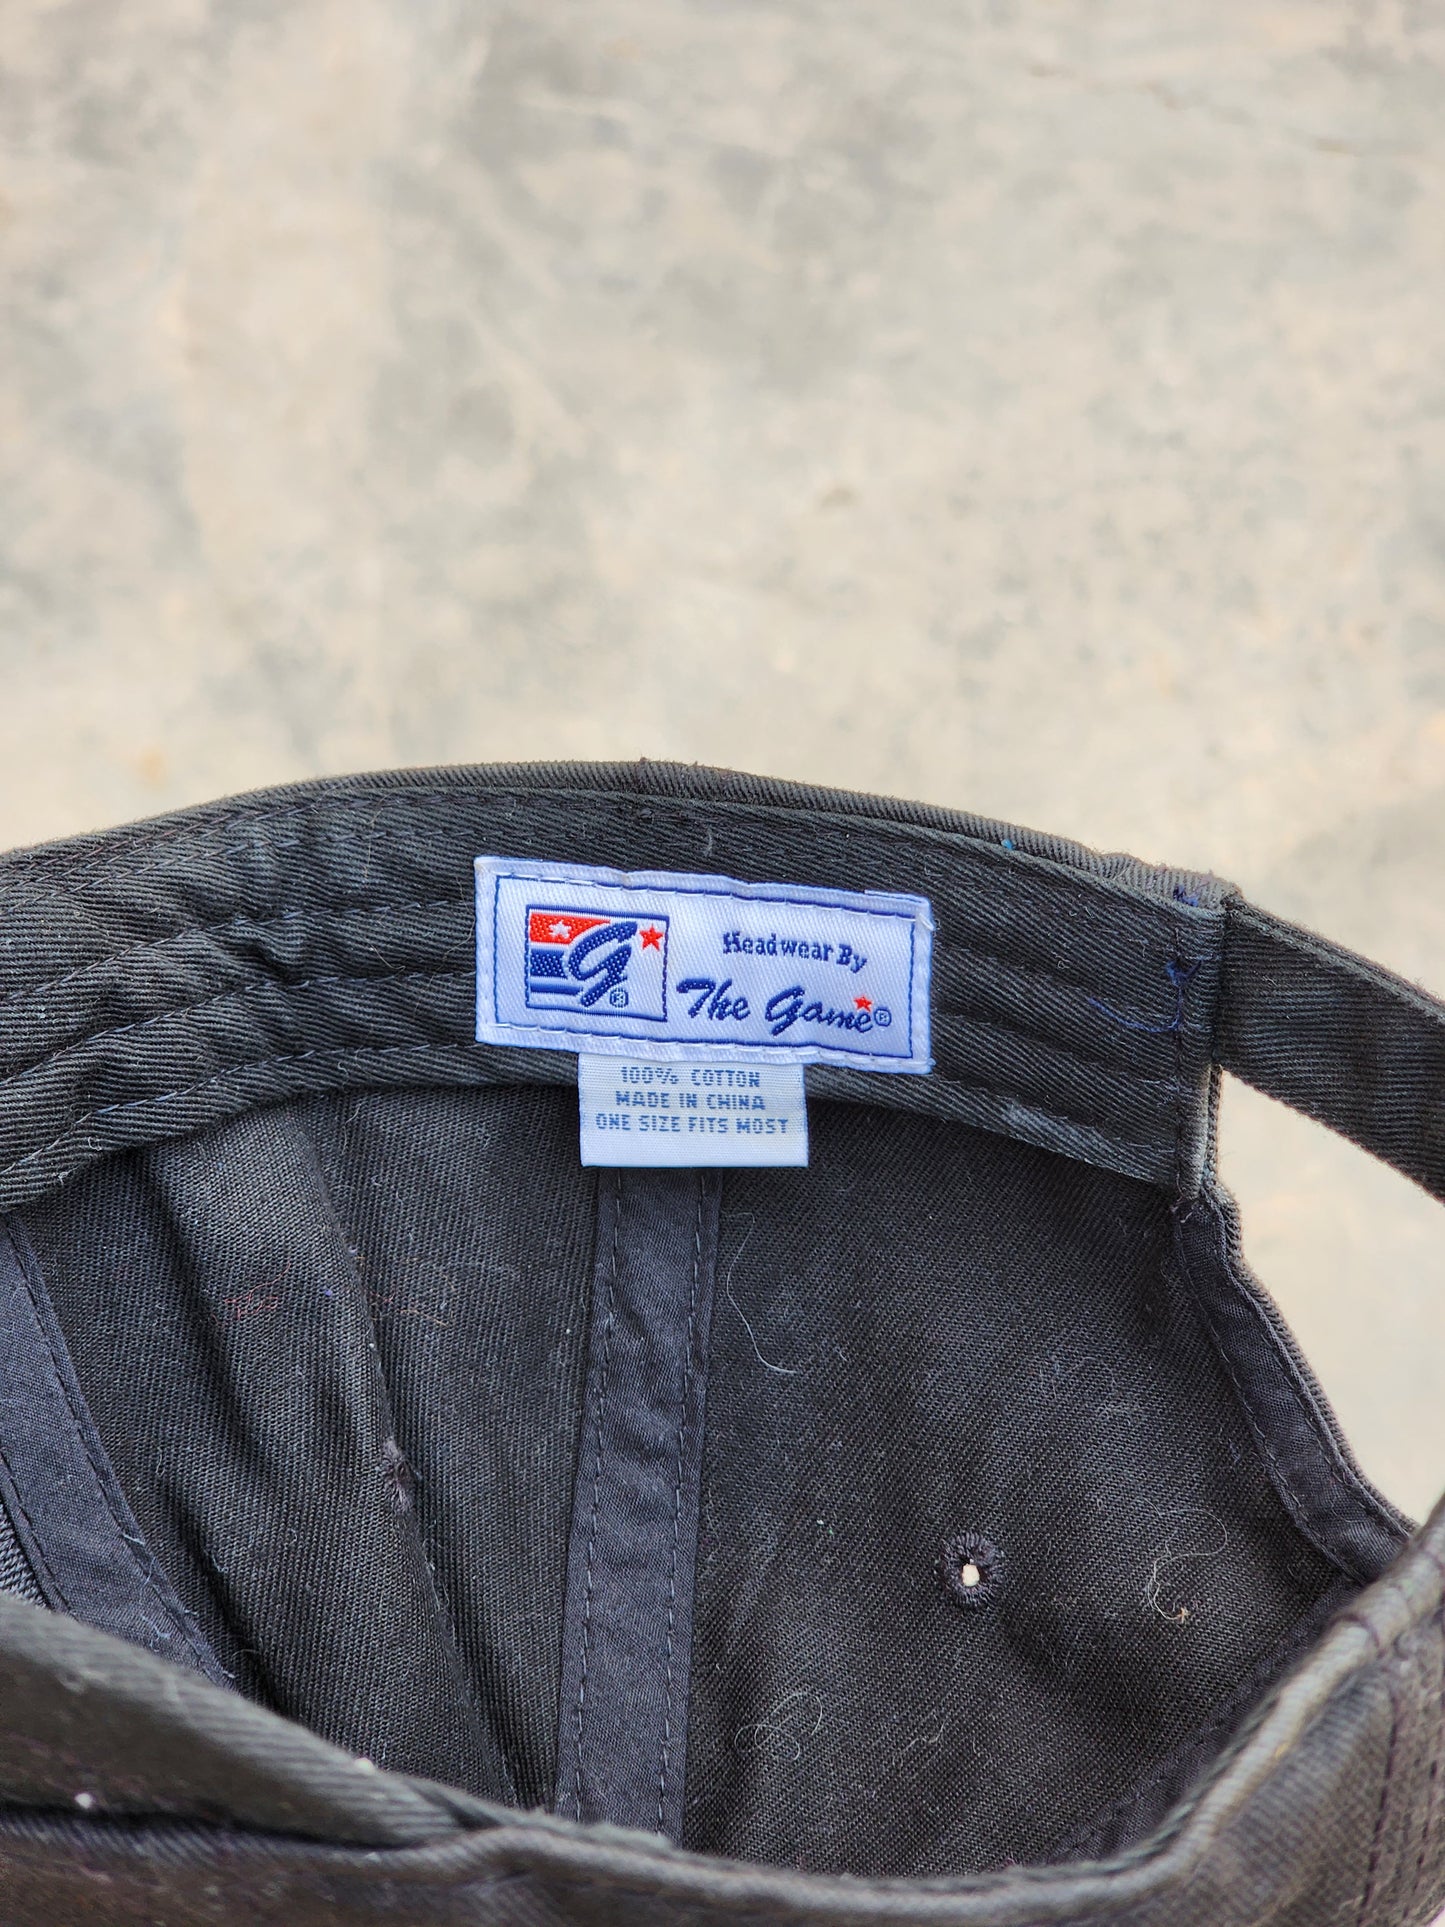 G®
Headwear By
The Game®
100% COTTON
MADE IN CHINA
ONE SIZE FITS MOST